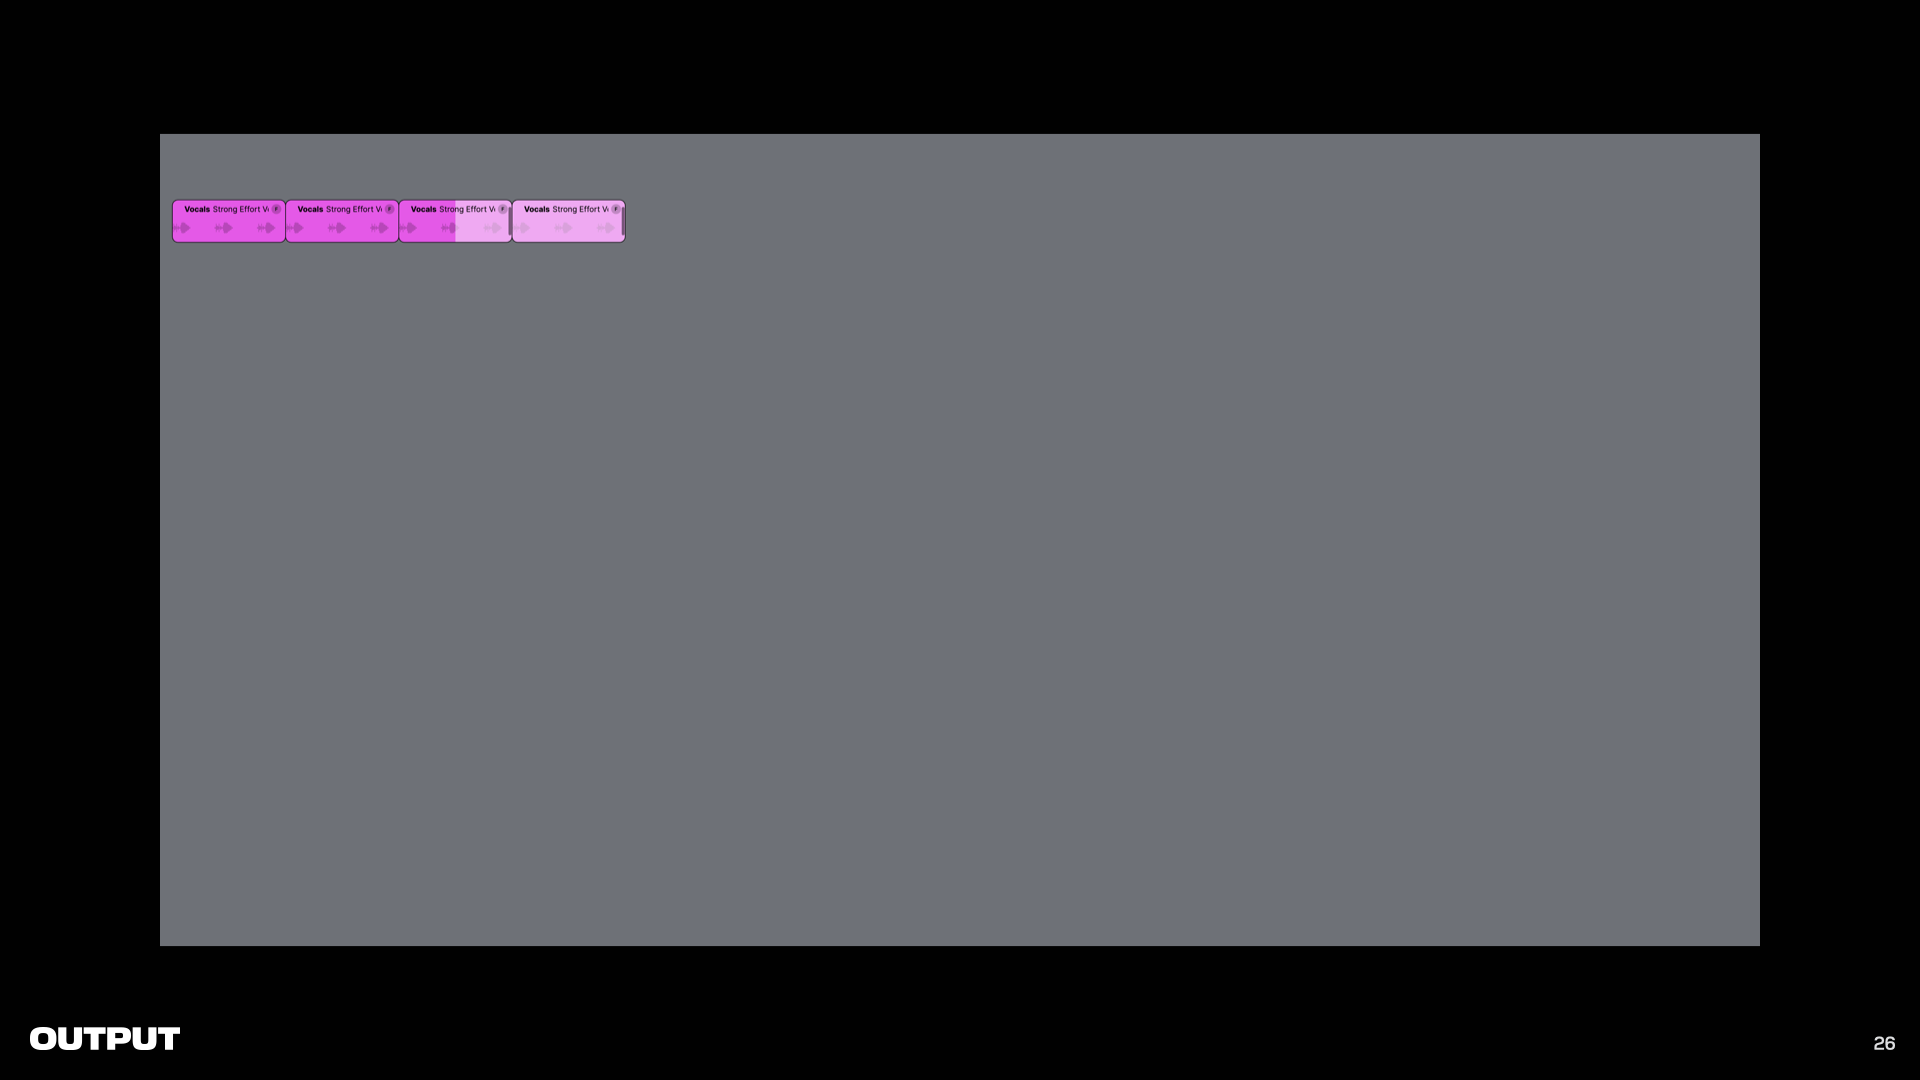 Vocals Strong Effort F Vocals Strong Effort F Vocals Strong Effort F Vocals Strong Effort F
OUTPUT
26